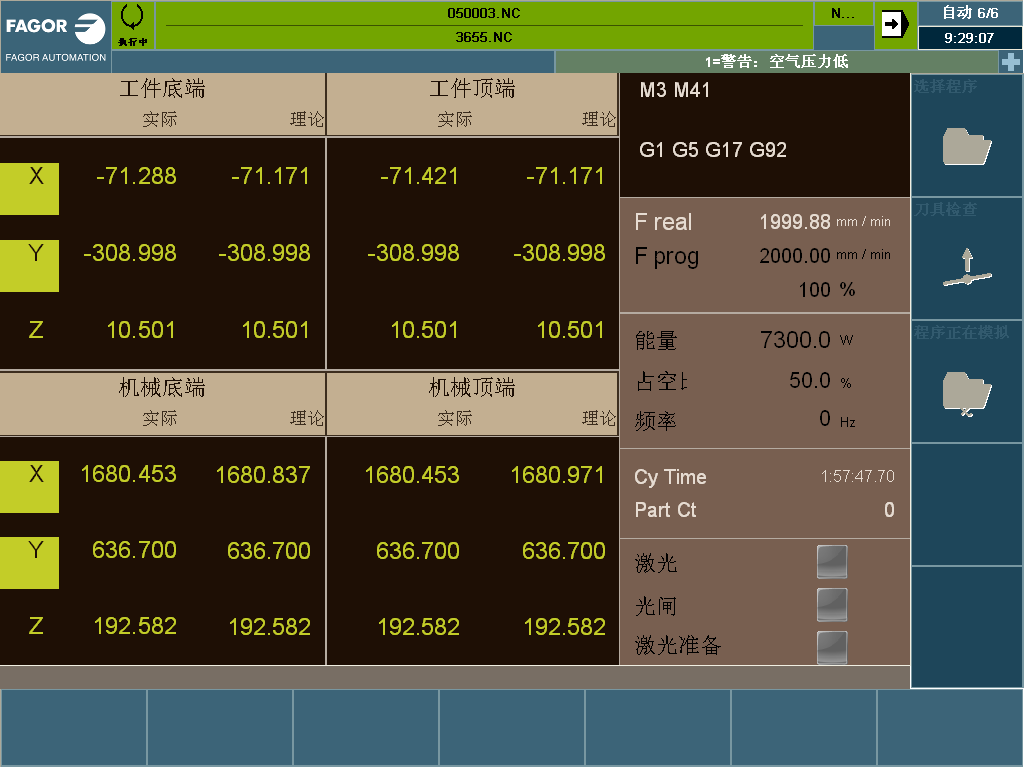 FAGOR
FAGOR AUTOMATION
执行中
050003.NC
3655.NC
N...
自动 6/6
9:29:07
1=警告：空气压力低
工件底端
实际 理论
工件顶端
实际 理论
X -71.288 -71.171 -71.421 -71.171
Y -308.998 -308.998 -308.998 -308.998
Z 10.501 10.501 10.501 10.501
机械底端
实际 理论
机械顶端
实际 理论
X 1680.453 1680.837 1680.453 1680.971
Y 636.700 636.700 636.700 636.700
Z 192.582 192.582 192.582 192.582
M3 M41
G1 G5 G17 G92
F real 1999.88 mm / min
F prog 2000.00 mm / min
100 %
能量 7300.0 W
占空比 50.0 %
频率 0 Hz
Cy Time 1:57:47.70
Part Ct 0
激光
光闸
激光准备
选择程序
刀具检查
程序正在模拟